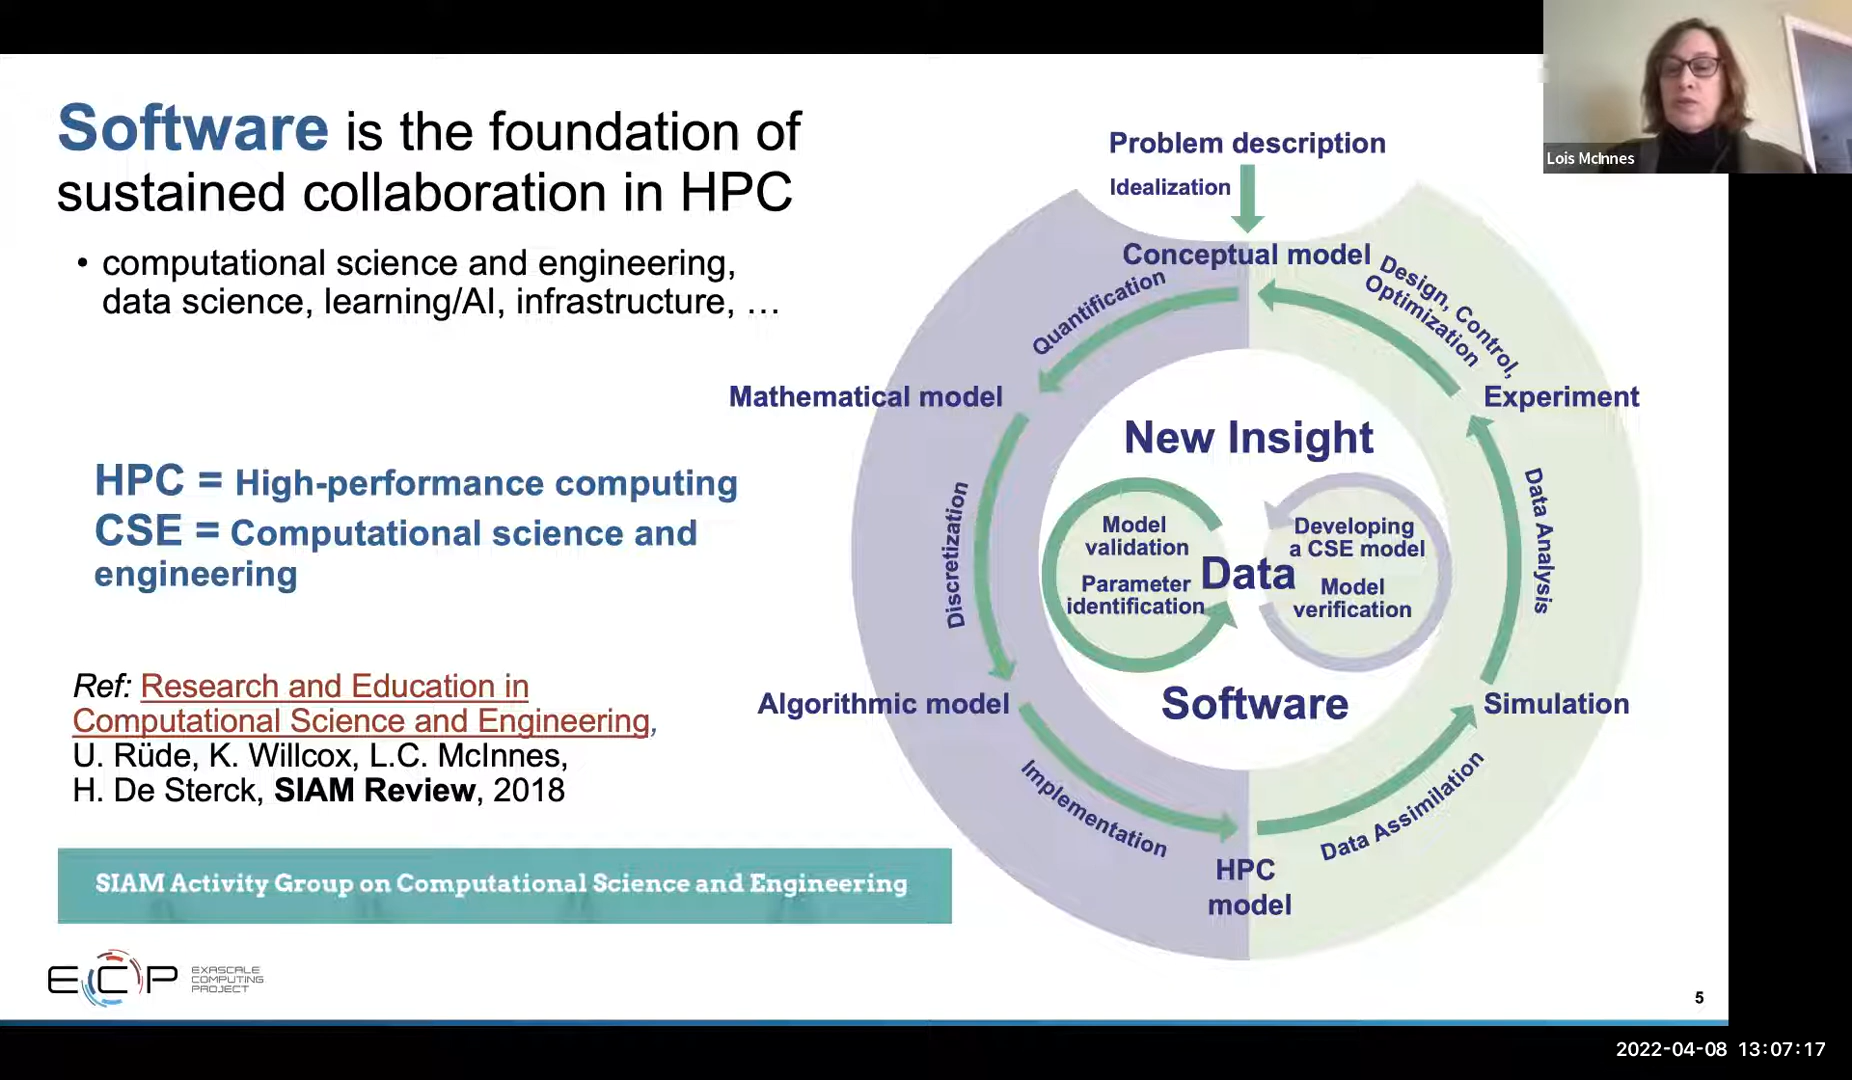 Software is the foundation of
sustained collaboration in HPC
• computational science and engineering,
data science, learning/AI, infrastructure, …
HPC = High-performance computing
CSE = Computational science and
engineering
Ref: Research and Education in
Computational Science and Engineering,
U. Rüde, K. Willcox, L.C. McInnes,
H. De Sterck, SIAM Review, 2018
SIAM Activity Group on Computational Science and Engineering
ECP
EXASCALE
COMPUTING
PROJECT
Problem description
Idealization
Conceptual model
Quantification
Design, Control,
Optimization
Mathematical model
Experiment
New Insight
Discretization
Data Analysis
Model
validation
Parameter
identification
Data
Developing
a CSE model
Model
verification
Algorithmic model
Software
Simulation
Implementation
Data Assimilation
HPC
model
5
Lois McInnes
2022-04-08 13:07:17